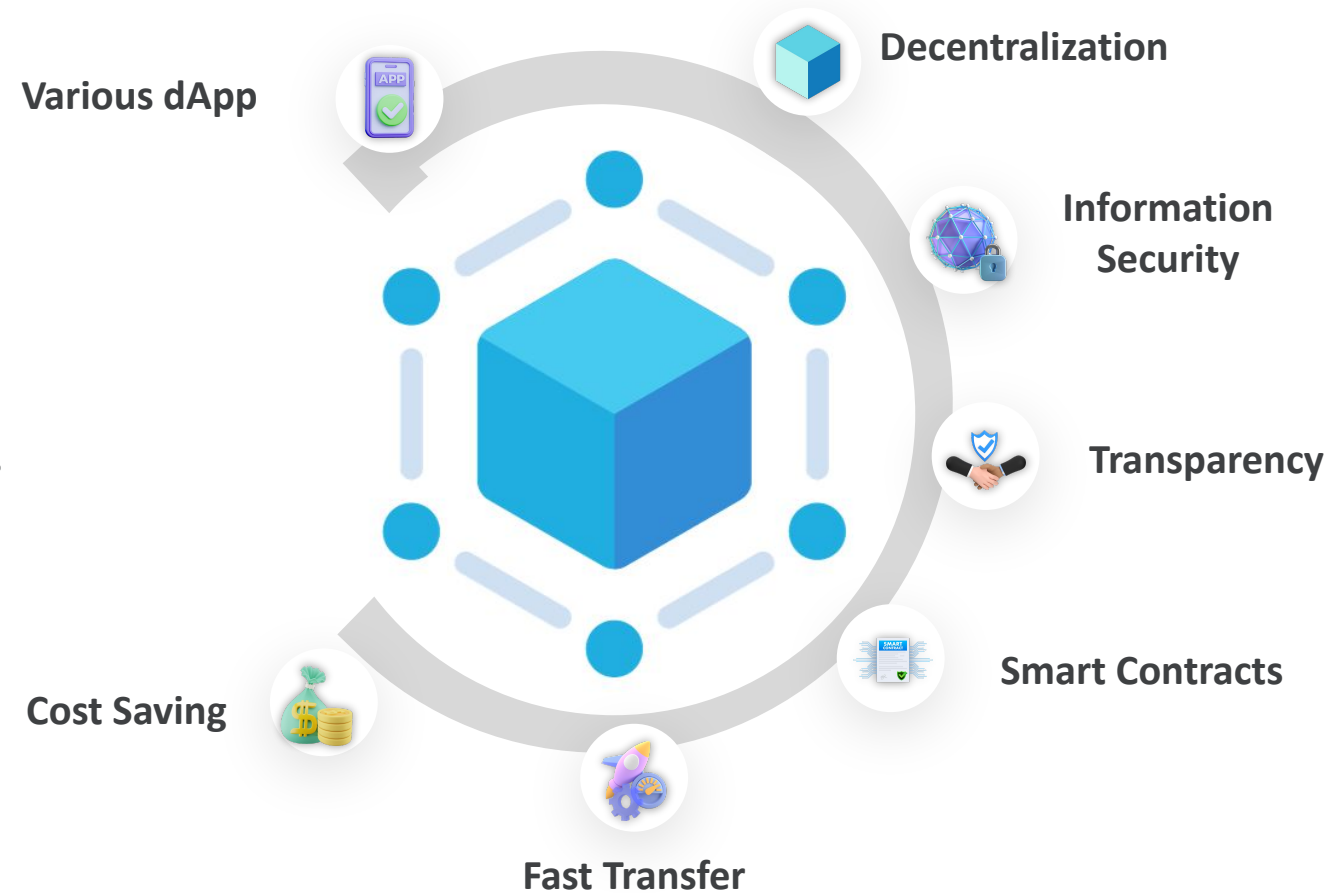 Decentralization
Various dApp
APP
Information
Security
Transparency
SMART
CONTRACT
Smart Contracts
Cost Saving
Fast Transfer